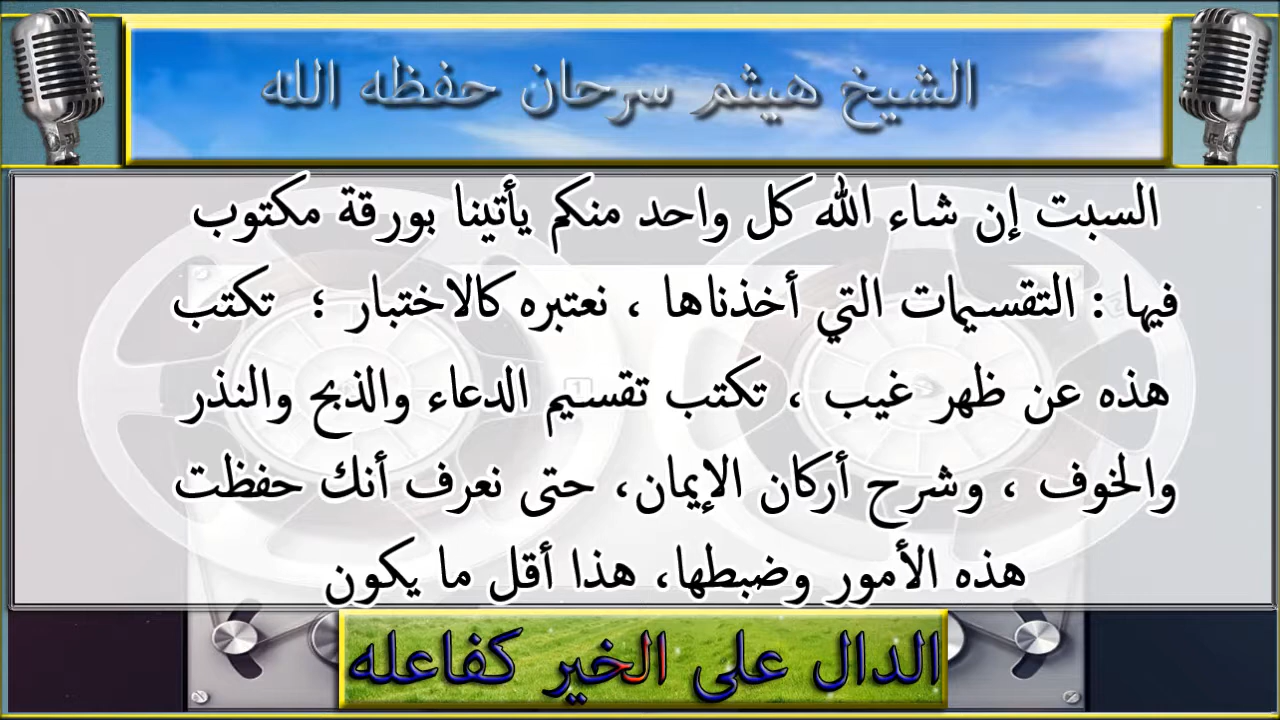 الشيخ هيثم سرحان حفظه الله
السبت إن شاء الله كل واحد منكم يأتينا بورقة مكتوب
فيها : التقسيمات التي أخذناها ، نعتبره كالاختبار ؛ تكتب
هذه عن ظهر غيب ، تكتب تقسيم الدعاء والذبح والنذر
والخوف ، وشرح أركان الإيمان، حتى نعرف أنك حفظت
هذه الأمور وضبطها، هذا أقل ما يكون
الدال على الخير كفاعله